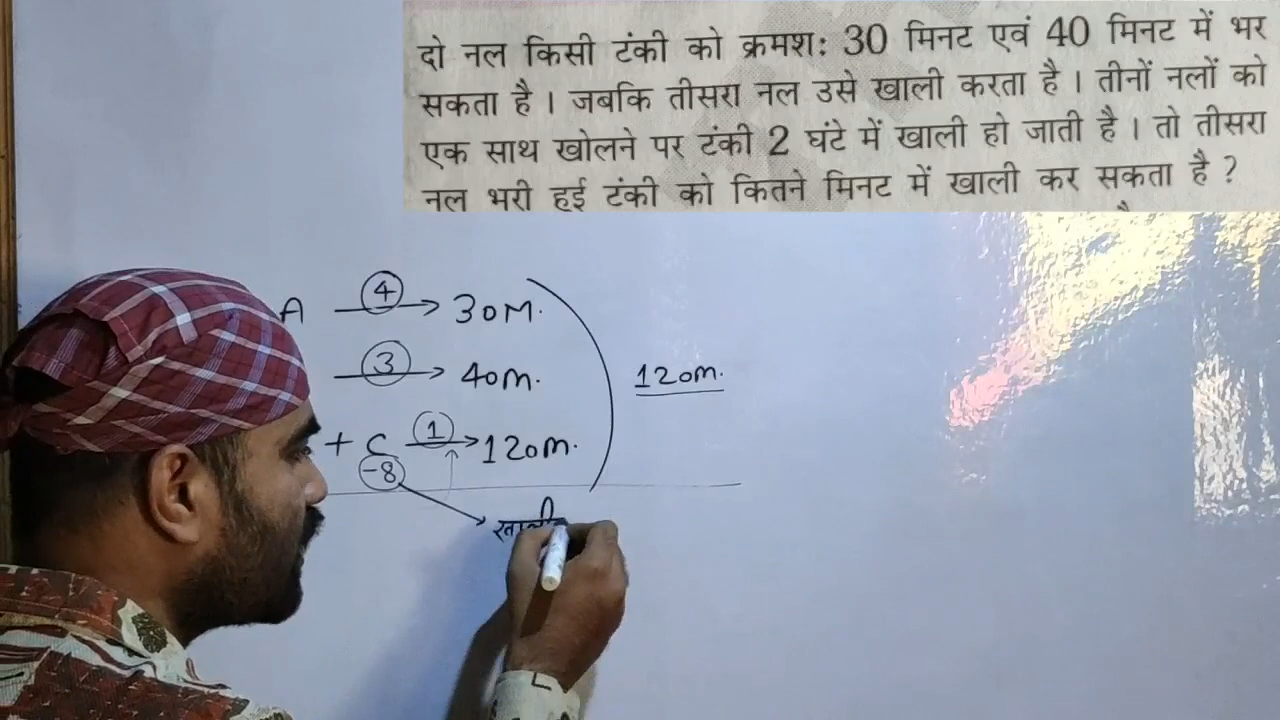 दो नल किसी टंकी को क्रमशः 30 मिनट एवं 40 मिनट में भर
सकता है । जबकि तीसरा नल उसे खाली करता है । तीनों नलों को
एक साथ खोलने पर टंकी 2 घंटे में खाली हो जाती है । तो तीसरा
नल भरी हुई टंकी को कितने मिनट में खाली कर सकता है ?
A 4 → 30M.
3 → 40m.
120m.
+ C 1 → 120m.
-8
खाली